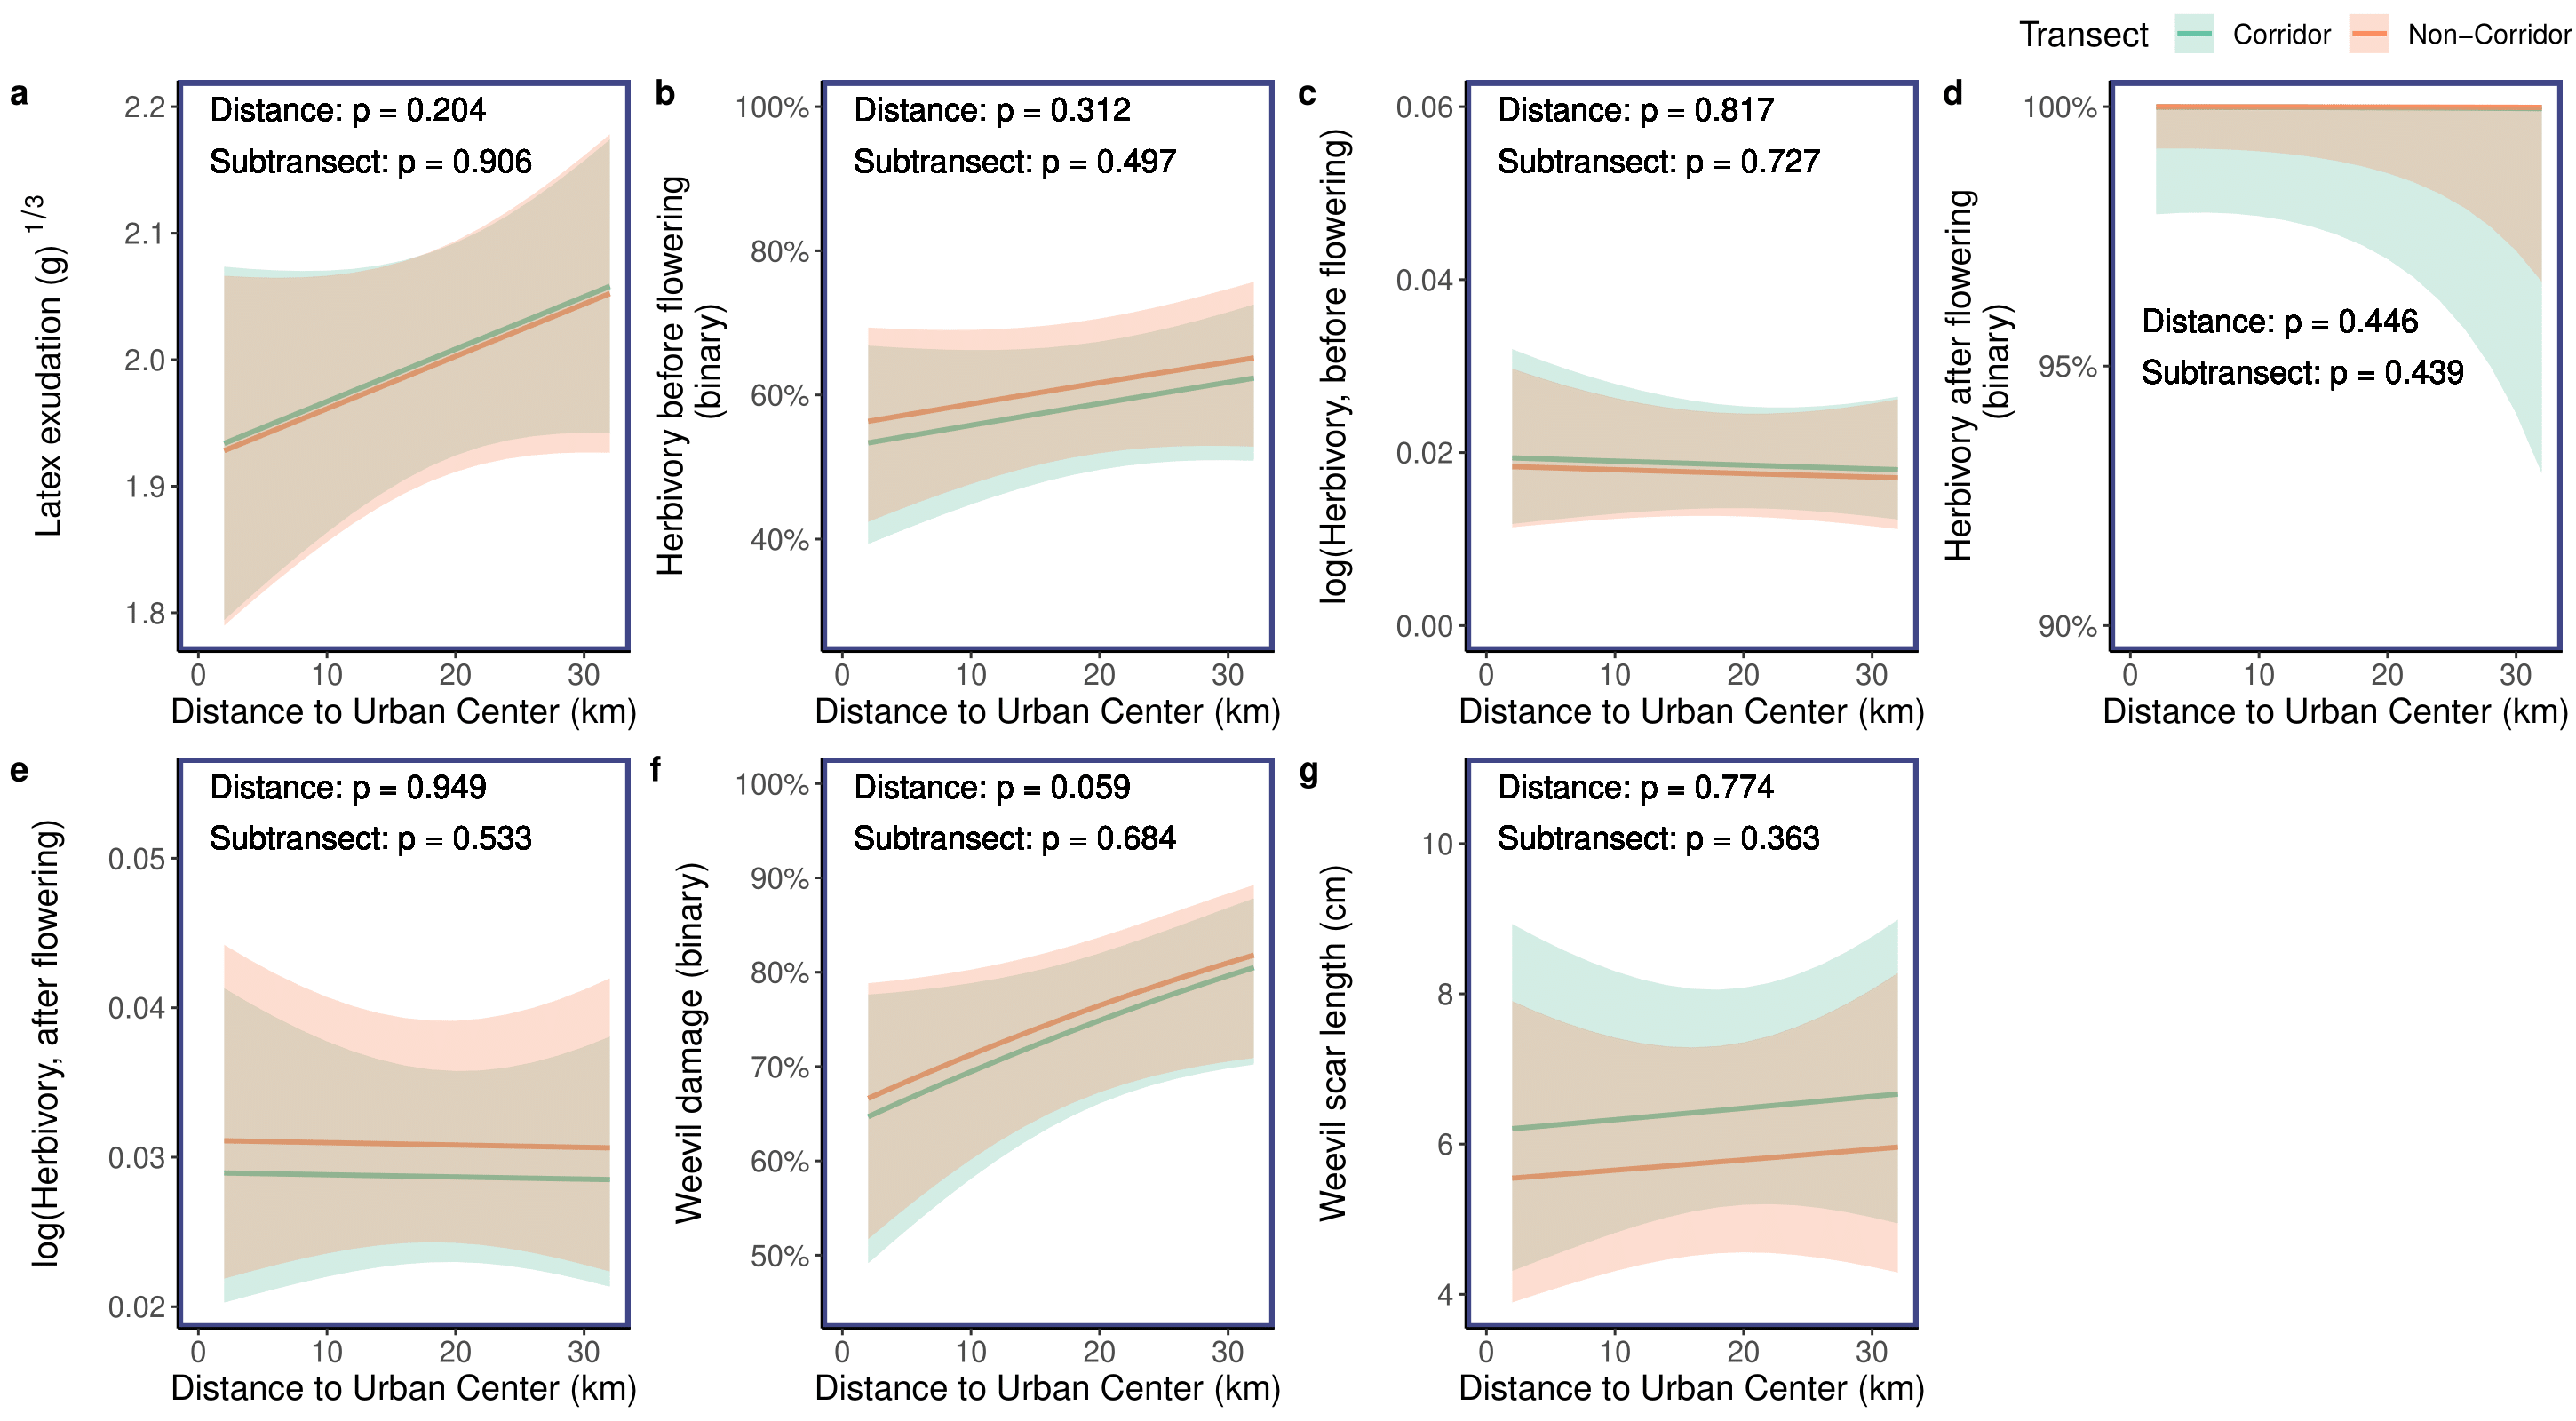 Transect Corridor Non−Corridor
a
Distance: p = 0.204
Subtransect: p = 0.906
Latex exudation (g) 1/3
2.2
2.1
2.0
1.9
1.8
0 10 20 30
Distance to Urban Center (km)
b
Distance: p = 0.312
Subtransect: p = 0.497
Herbivory before flowering
(binary)
100%
80%
60%
40%
0 10 20 30
Distance to Urban Center (km)
c
Distance: p = 0.817
Subtransect: p = 0.727
log(Herbivory, before flowering)
0.06
0.04
0.02
0.00
0 10 20 30
Distance to Urban Center (km)
d
Distance: p = 0.446
Subtransect: p = 0.439
Herbivory after flowering
(binary)
100%
95%
90%
0 10 20 30
Distance to Urban Center (km)
e
Distance: p = 0.949
Subtransect: p = 0.533
log(Herbivory, after flowering)
0.05
0.04
0.03
0.02
0 10 20 30
Distance to Urban Center (km)
f
Distance: p = 0.059
Subtransect: p = 0.684
Weevil damage (binary)
100%
90%
80%
70%
60%
50%
0 10 20 30
Distance to Urban Center (km)
g
Distance: p = 0.774
Subtransect: p = 0.363
Weevil scar length (cm)
10
8
6
4
0 10 20 30
Distance to Urban Center (km)